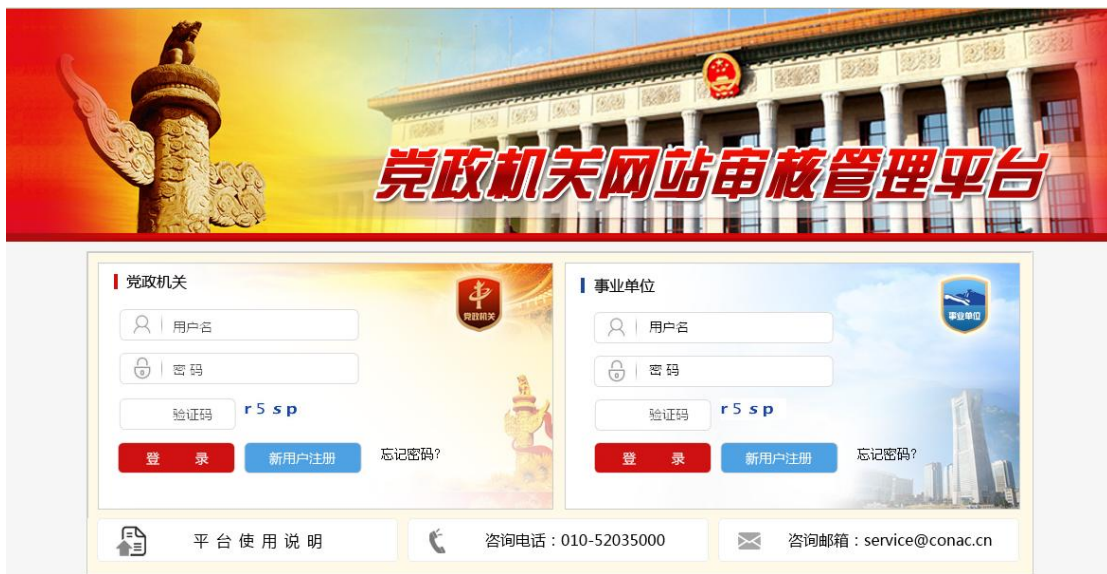 党政机关网站审核管理平台
党政机关
党政机关
用户名
密码
验证码 r5sp
登 录 新用户注册 忘记密码?
事业单位
事业单位
用户名
密码
验证码 r5sp
登 录 新用户注册 忘记密码?
平台使用说明
咨询电话：010-52035000
咨询邮箱：service@conac.cn